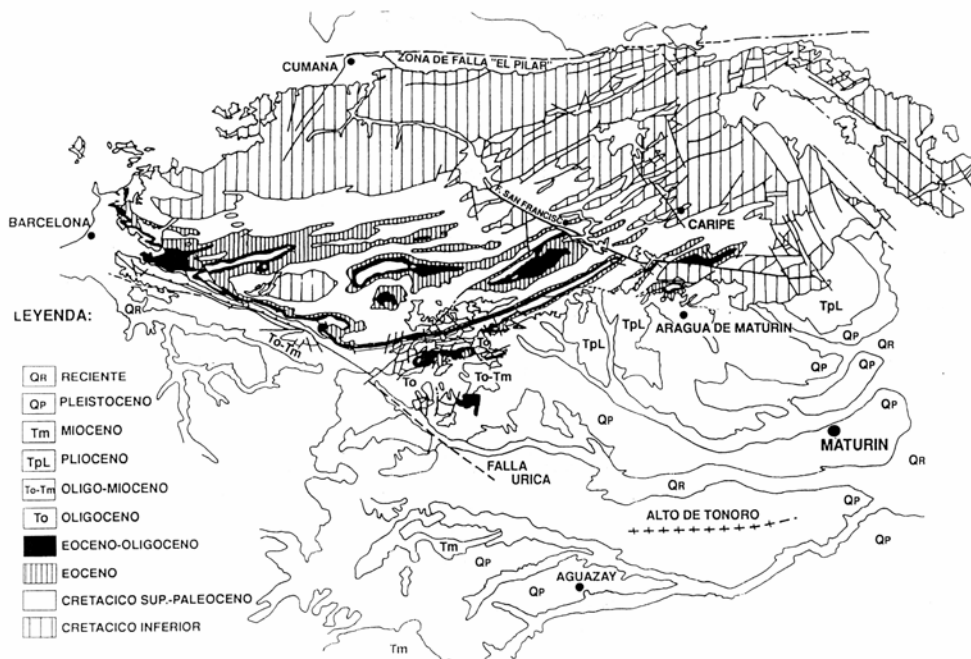 CUMANA
ZONA DE FALLA "EL PILAR"
F. SAN FRANCISCO
BARCELONA
CARIPE
LEYENDA:
QR
To-Tm
To
TpL
TpL
TpL
ARAGUA DE MATURIN
QP
QR
To
To-Tm
QP
QP
QP
MATURIN
QR
FALLA
URICA
QR
QP
ALTO DE TONORO
QP
Tm
QP
AGUAZAY
QP
Tm
QR RECIENTE
QP PLEISTOCENO
Tm MIOCENO
TpL PLIOCENO
To-Tm OLIGO-MIOCENO
To OLIGOCENO
EOCENO-OLIGOCENO
EOCENO
CRETACICO SUP.-PALEOCENO
CRETACICO INFERIOR